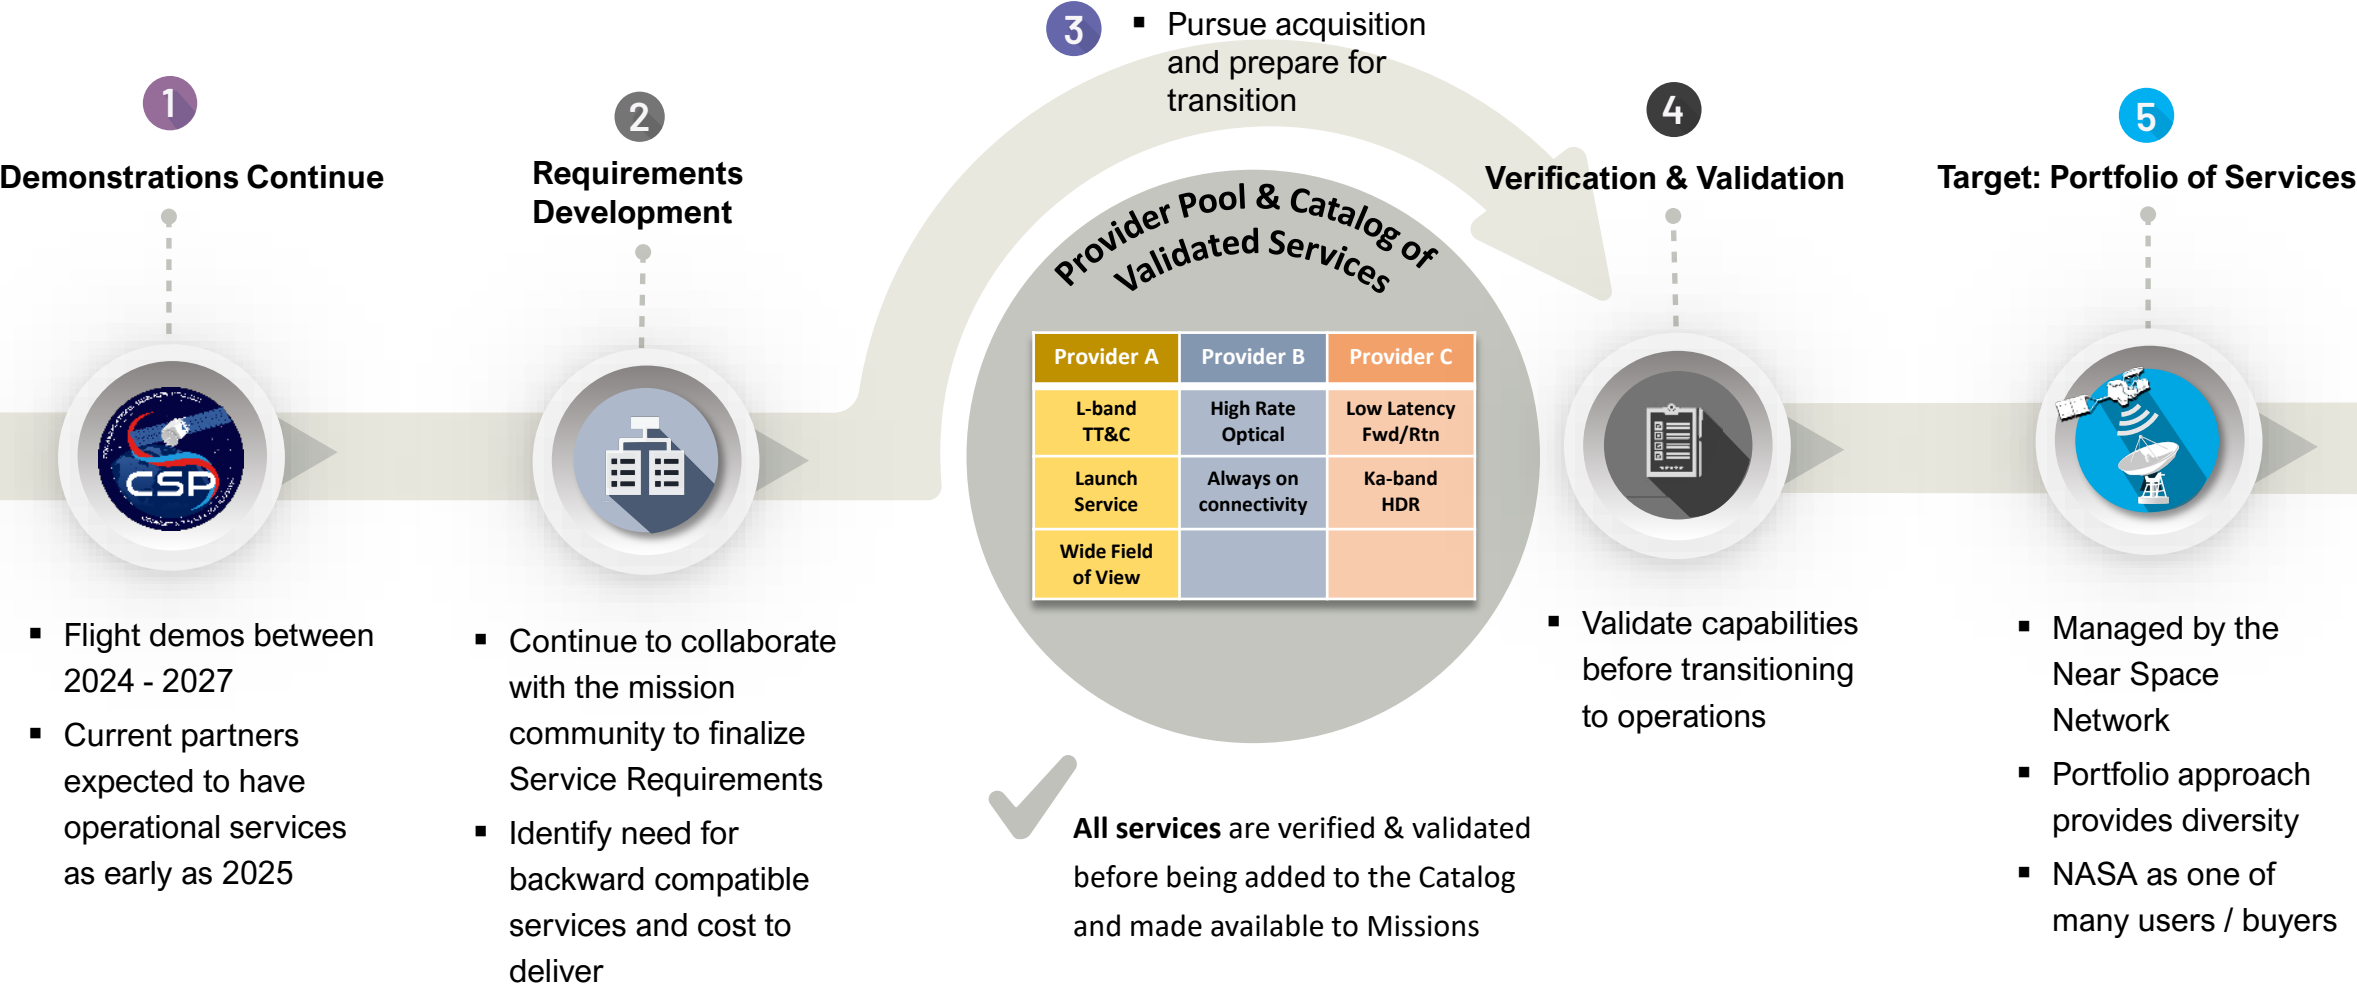 1
Demonstrations Continue
CSP
▪ Flight demos between
2024 - 2027
▪ Current partners
expected to have
operational services
as early as 2025
2
Requirements
Development
▪ Continue to collaborate
with the mission
community to finalize
Service Requirements
▪ Identify need for
backward compatible
services and cost to
deliver
3
▪ Pursue acquisition
and prepare for
transition
Provider Pool & Catalog of
Validated Services
Provider A Provider B Provider C
L-band High Rate Low Latency
TT&C Optical Fwd/Rtn
Launch Always on Ka-band
Service connectivity HDR
Wide Field
of View
All services are verified & validated
before being added to the Catalog
and made available to Missions
4
Verification & Validation
▪ Validate capabilities
before transitioning
to operations
5
Target: Portfolio of Services
▪ Managed by the
Near Space
Network
▪ Portfolio approach
provides diversity
▪ NASA as one of
many users / buyers